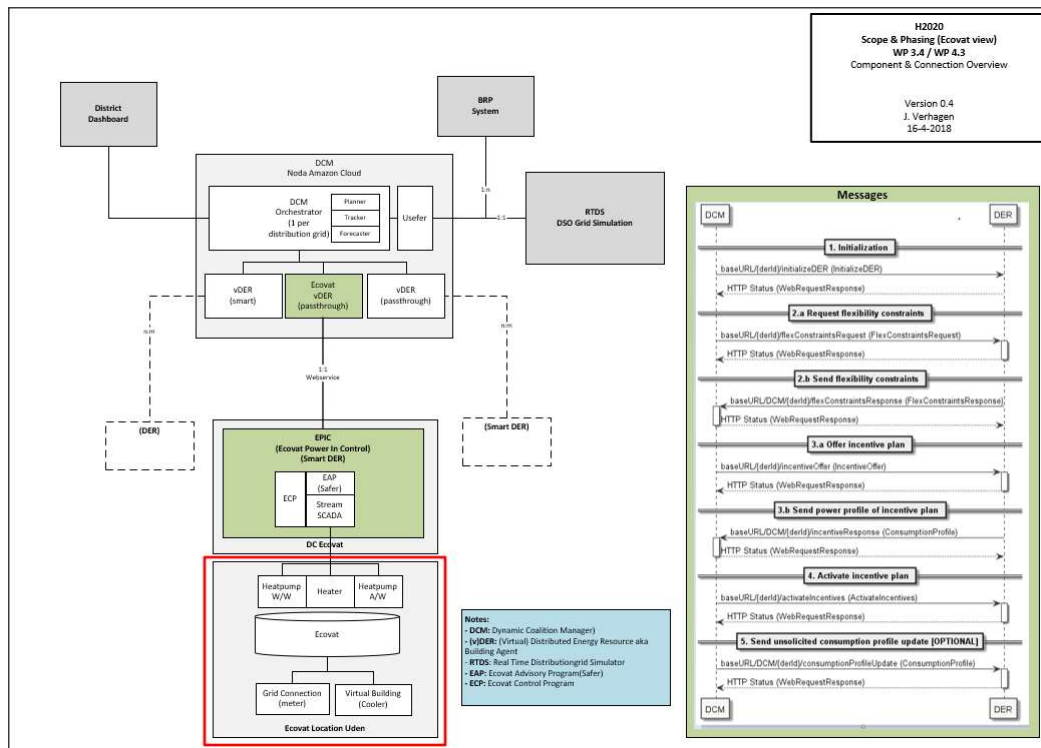 H2020
Scope & Phasing (Ecovat view)
WP 3.4 / WP 4.3
Component & Connection Overview
Version 0.4
J. Verhagen
16-4-2018
District
Dashboard
BRP
System
DCM
Noda Amazon Cloud
DCM
Orchestrator
(1 per
distribution grid)
Planner
Tracker
Forecaster
Usefer
1:n
1:1
RTDS
DSO Grid Simulation
vDER
(smart)
Ecovat
vDER
(passthrough)
vDER
(passthrough)
n:m
n:m
1:1
Webservice
(DER)
(Smart DER)
EPIC
(Ecovat Power In Control)
(Smart DER)
ECP
EAP
(Safer)
Stream
SCADA
DC Ecovat
Heatpump
W/W
Heater
Heatpump
A/W
Ecovat
Grid Connection
(meter)
Virtual Building
(Cooler)
Ecovat Location Uden
Notes:
- DCM: Dynamic Coalition Manager)
- (v)DER: (Virtual) Distributed Energy Resource aka
Building Agent
- RTDS: Real Time Distributiongrid Simulator
- EAP: Ecovat Advisory Program(Safer)
- ECP: Ecovat Control Program
Messages
DCM
DER
1. Initialization
baseURL/[derId]/initializeDER (InitializeDER)
HTTP Status (WebRequestResponse)
2.a Request flexibility constraints
baseURL/[derId]/flexConstraintsRequest (FlexConstraintsRequest)
HTTP Status (WebRequestResponse)
2.b Send flexibility constraints
baseURL/DCM/[derId]/flexConstraintsResponse (FlexConstraintsResponse)
HTTP Status (WebRequestResponse)
3.a Offer incentive plan
baseURL/[derId]/incentiveOffer (IncentiveOffer)
HTTP Status (WebRequestResponse)
3.b Send power profile of incentive plan
baseURL/DCM/[derId]/incentiveResponse (ConsumptionProfile)
HTTP Status (WebRequestResponse)
4. Activate incentive plan
baseURL/[derId]/activateIncentives (ActivateIncentives)
HTTP Status (WebRequestResponse)
5. Send unsolicited consumption profile update [OPTIONAL]
baseURL/DCM/[derId]/consumptionProfileUpdate (ConsumptionProfile)
HTTP Status (WebRequestResponse)
DCM
DER